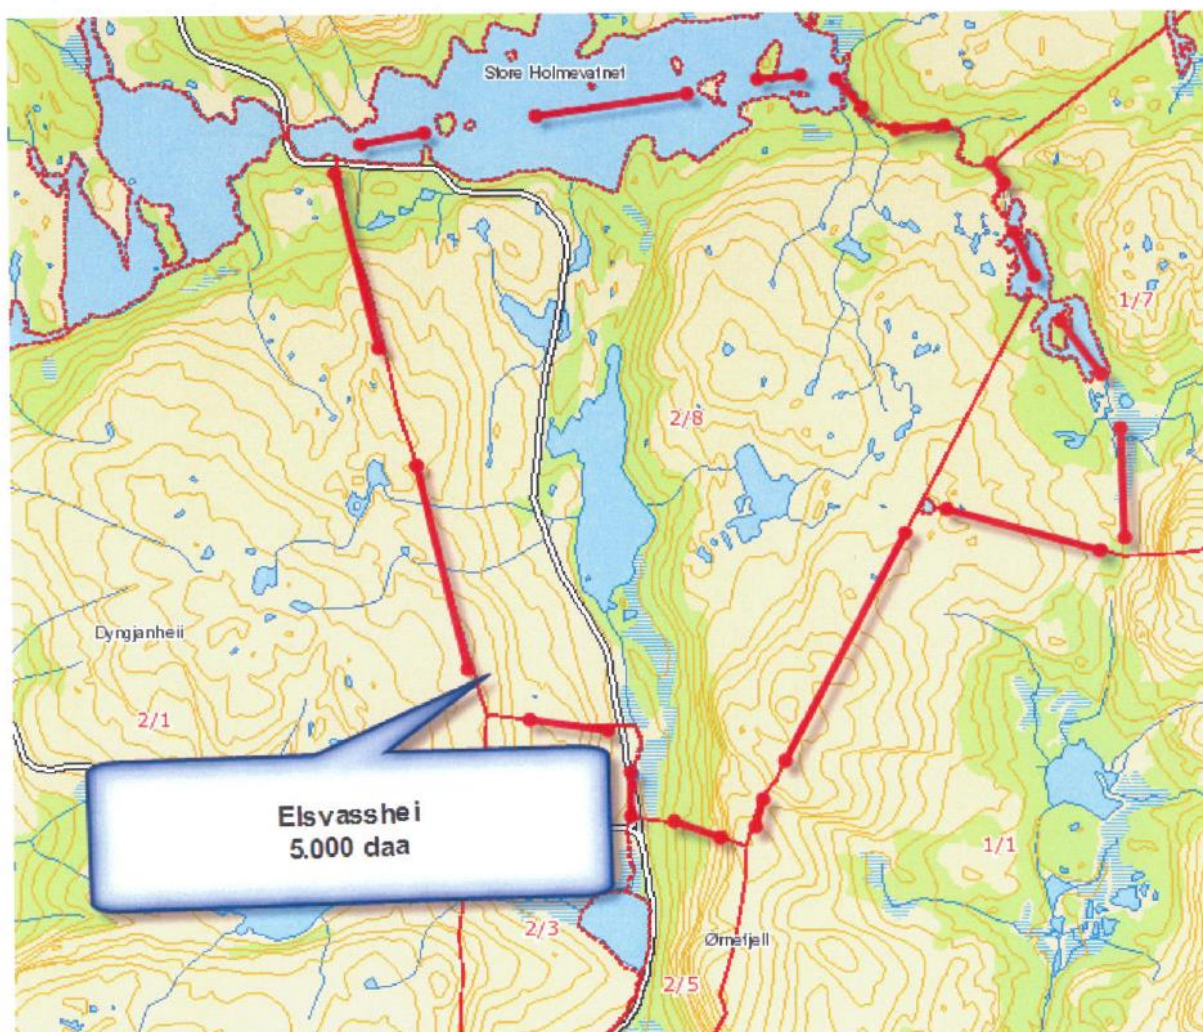 Store Holmevatnet
1/7
2/8
Dyngjanheii
2/1
Elsvasshei
5.000 daa
1/1
2/3
Ørnefjell
2/5